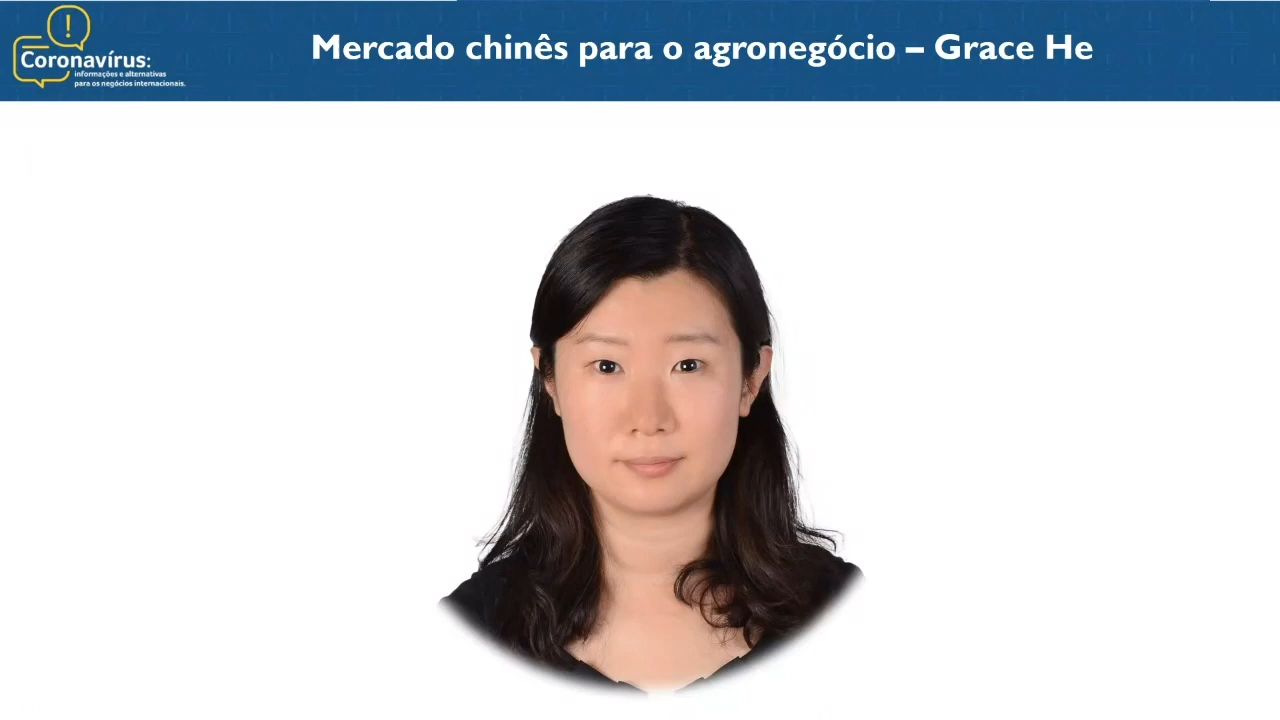 !
Coronavírus:
informações e alternativas
para os negócios internacionais.
Mercado chinês para o agronegócio – Grace He